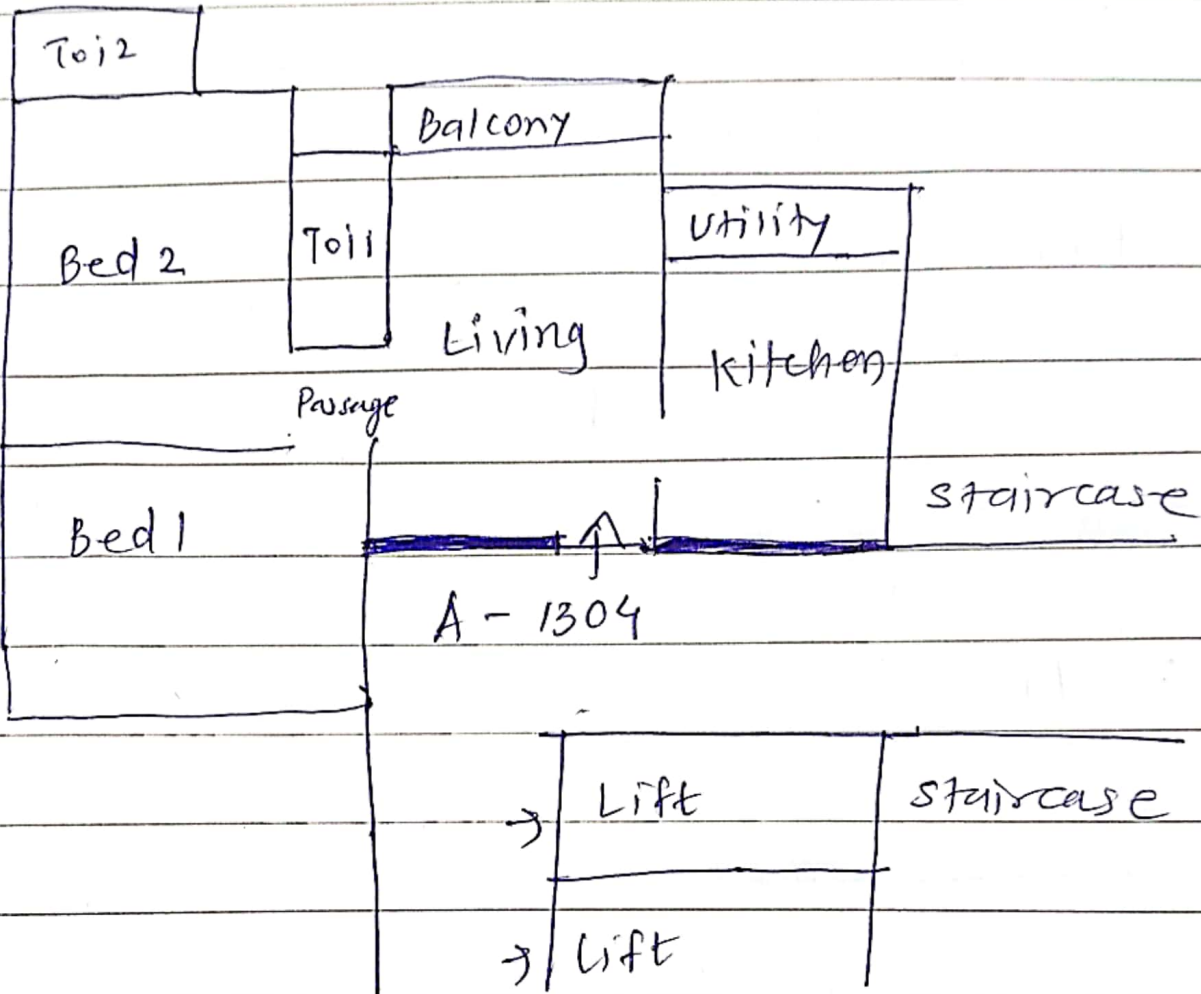 Toi2
Balcony
Utility
Bed 2
Toi1
Living
Kitchen
Passage
Staircase
Bed 1
A - 1304
Lift
Staircase
Lift